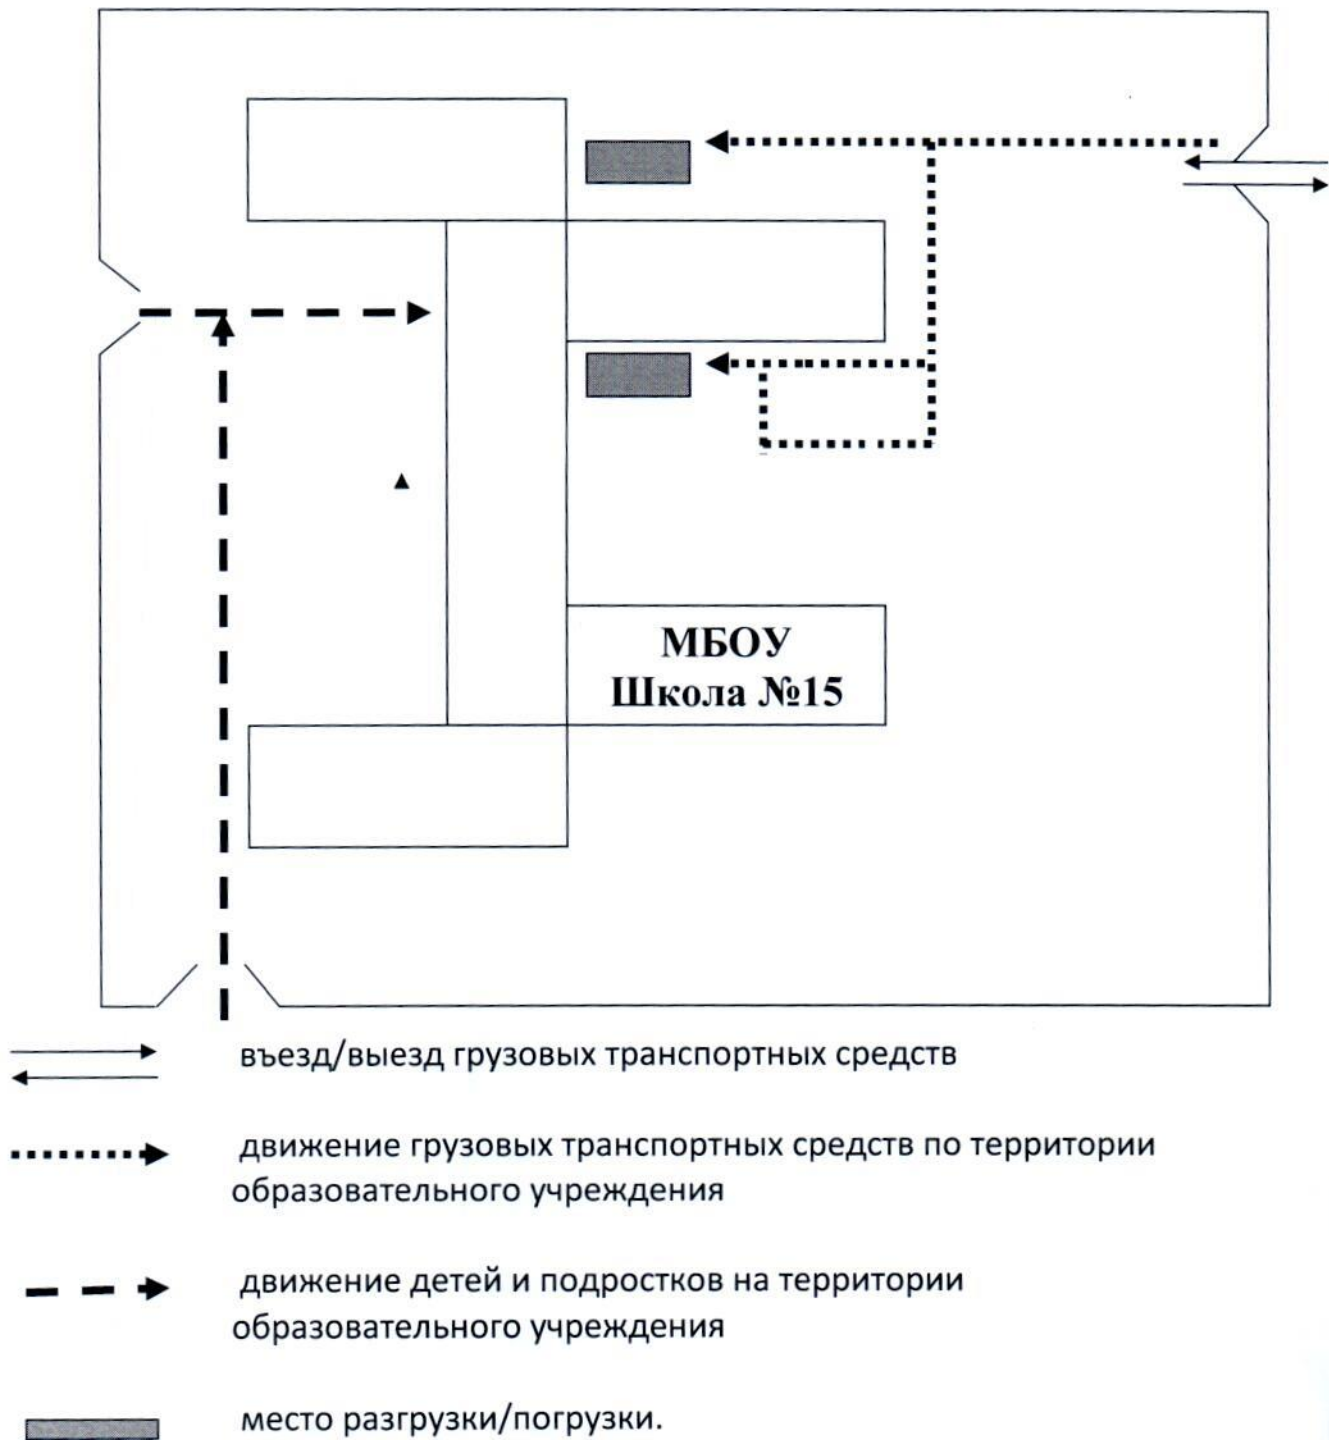 МБОУ
Школа №15
въезд/выезд грузовых транспортных средств
движение грузовых транспортных средств по территории
образовательного учреждения
движение детей и подростков на территории
образовательного учреждения
место разгрузки/погрузки.